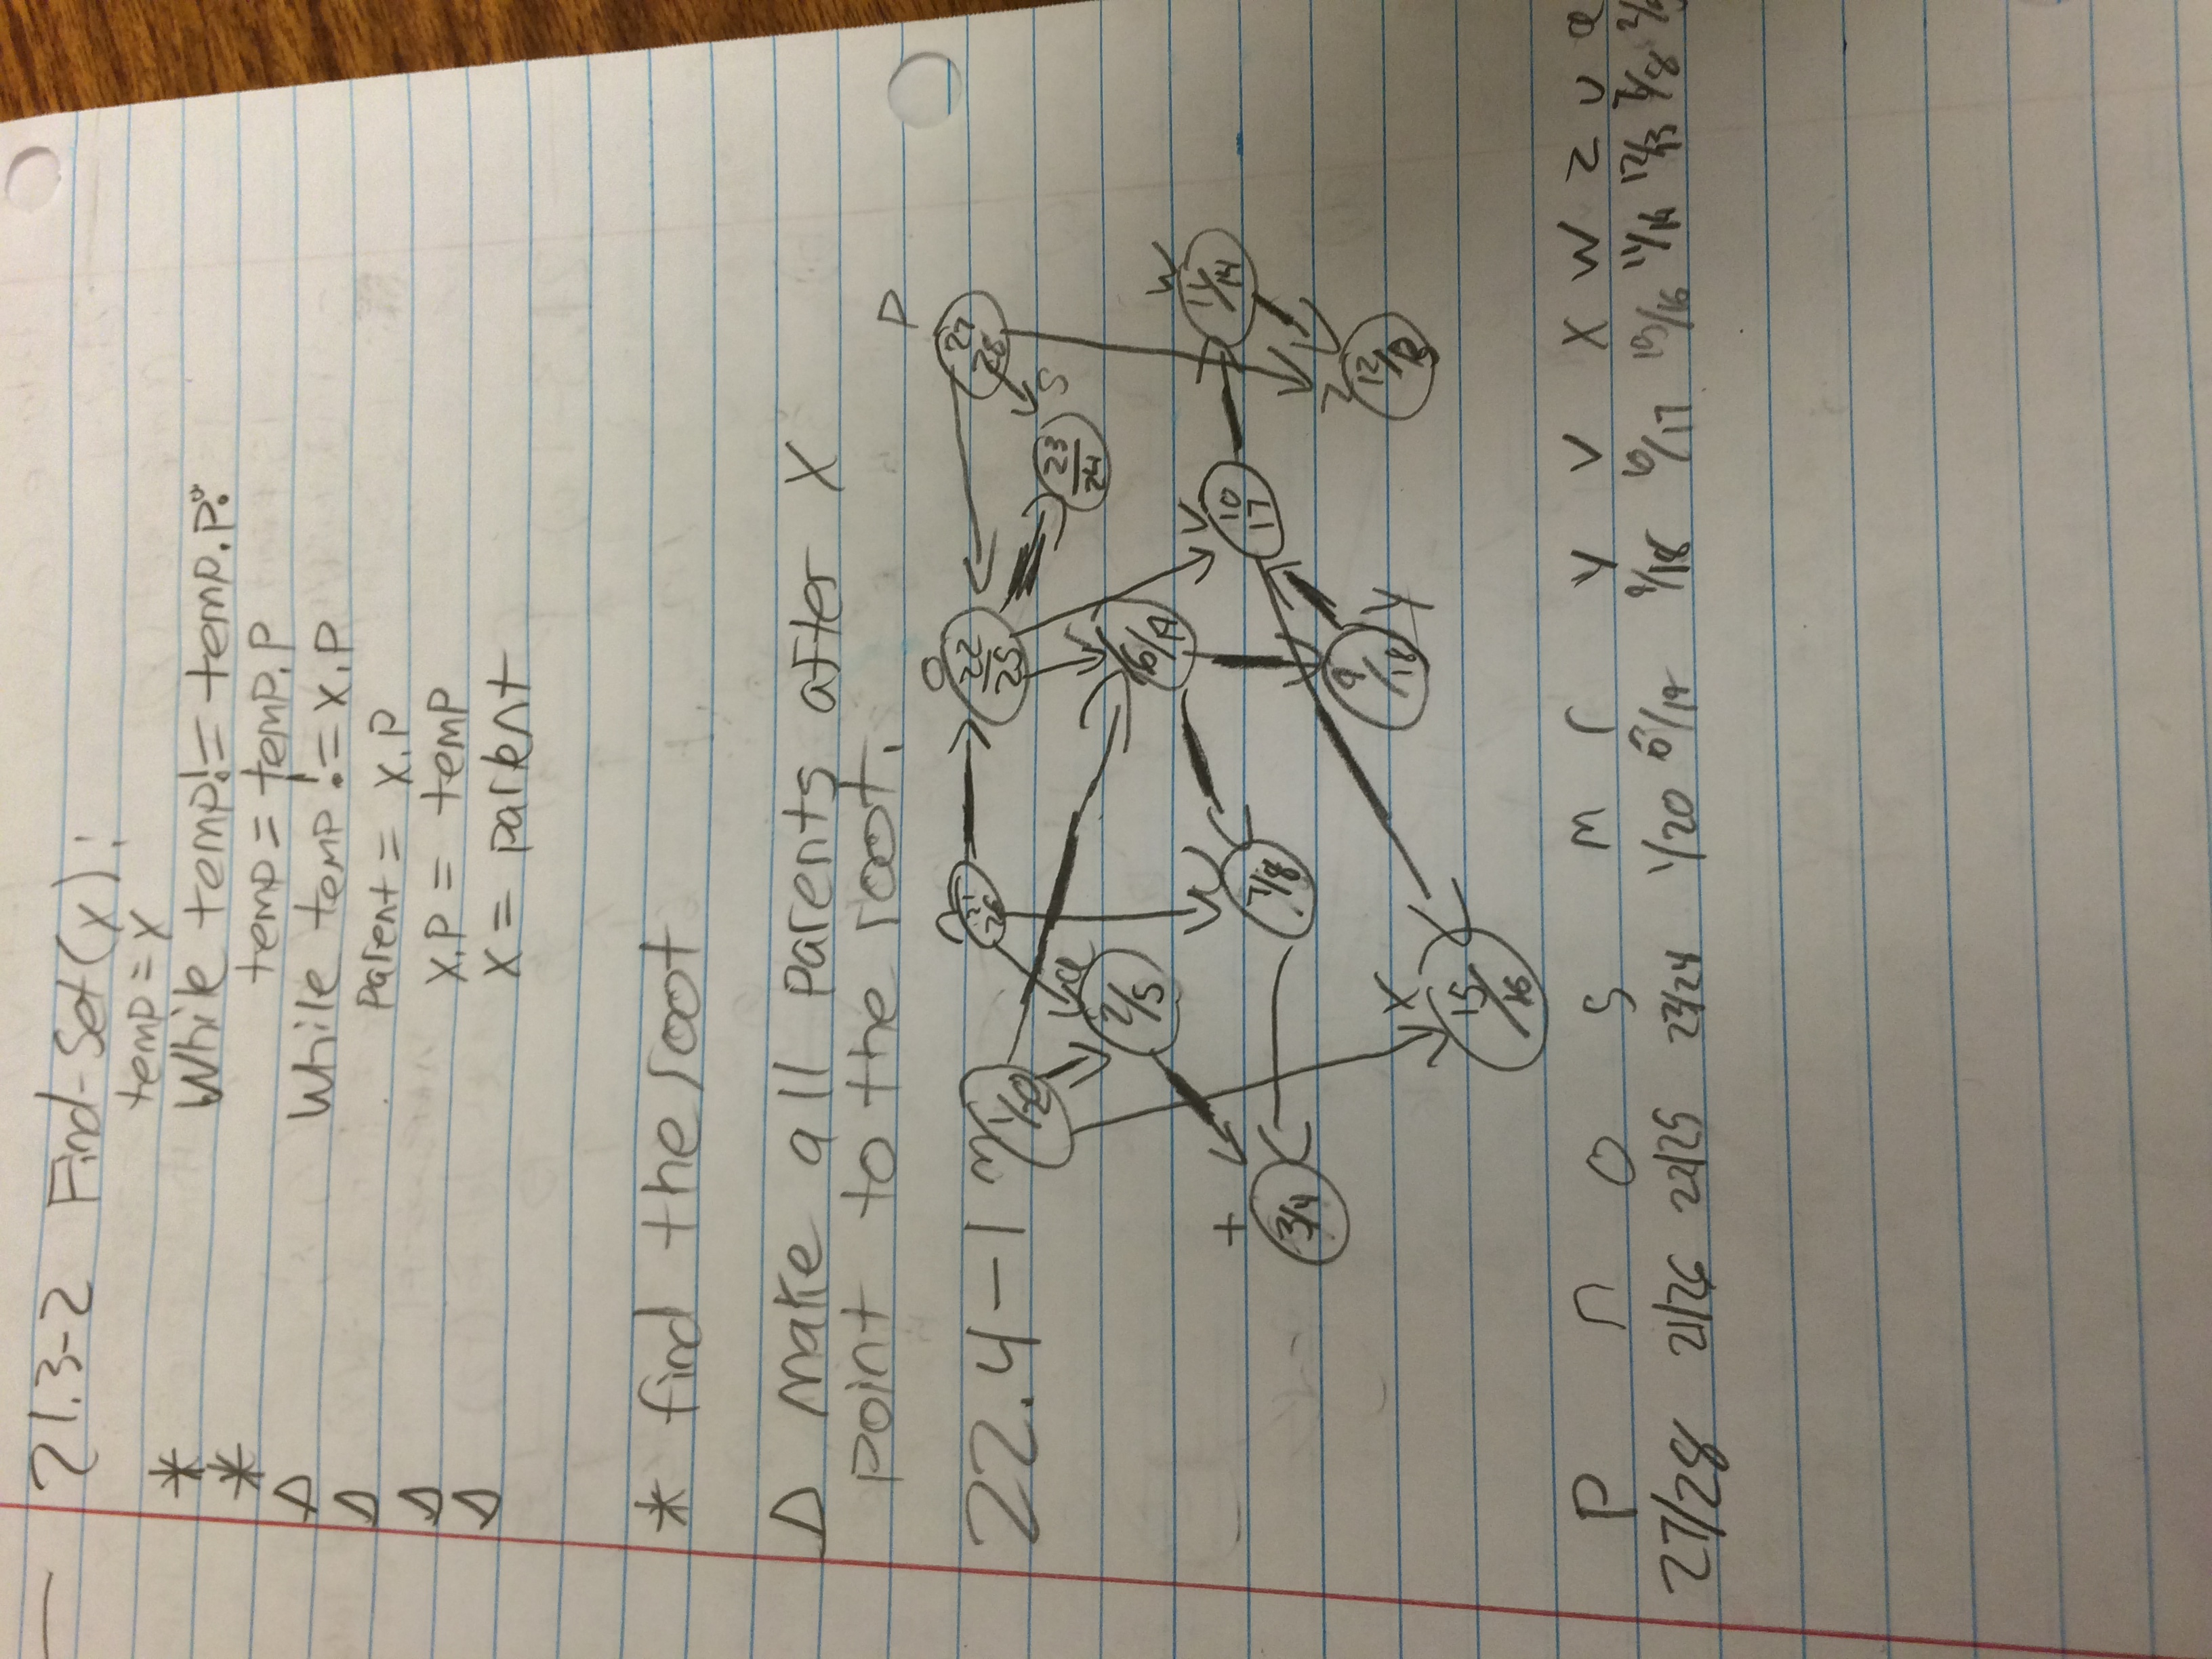 21.3-2 Find-Set(x):
temp = x
* While temp != temp.p:
* temp = temp.p
Δ While temp != x.p
Δ parent = x.p
Δ x.p = temp
Δ x = parent
* find the root
Δ make all parents after x
point to the root.
22.4-1
m 1/20
n 21/26
o 22/25
p 27/28
s 23/24
q 2/5
r 6/19
t 3/4
u 7/8
v 10/17
w 11/14
x 15/16
y 9/18
z 12/13
P n o s m r y v x w z u q
27/28 21/26 22/25 23/24 1/20 6/19 9/18 10/17 15/16 11/14 12/13 7/8 2/5